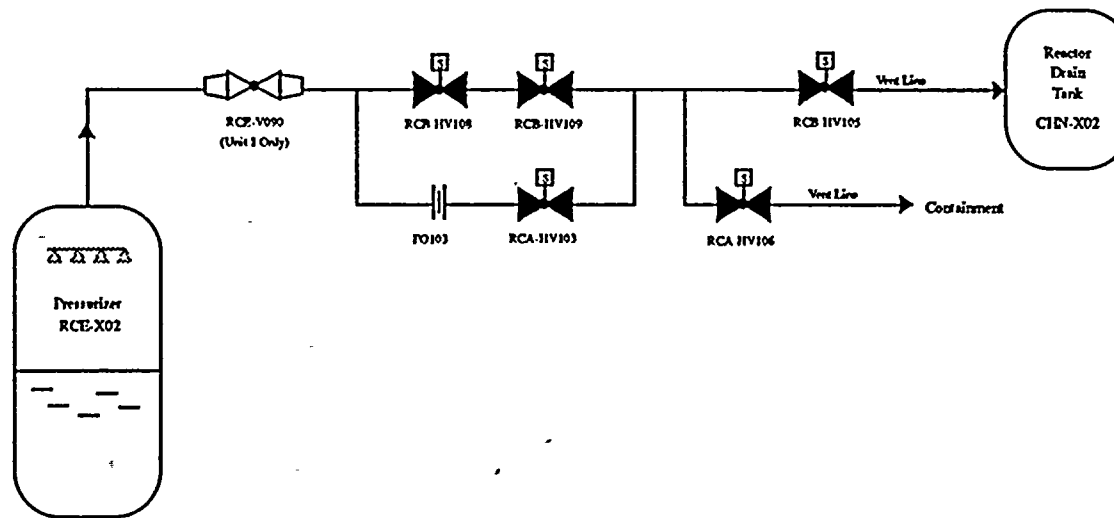 Reactor
Drain
Tank
CHN-X02
Vent Line
S
S
S
RCE-V090
(Unit 1 Only)
RCB HV108
RCB-HV109
RCB HV105
S
S
Vent Line
Containment
FO103
RCA-HV103
RCA HV106
Pressurizer
RCE-X02